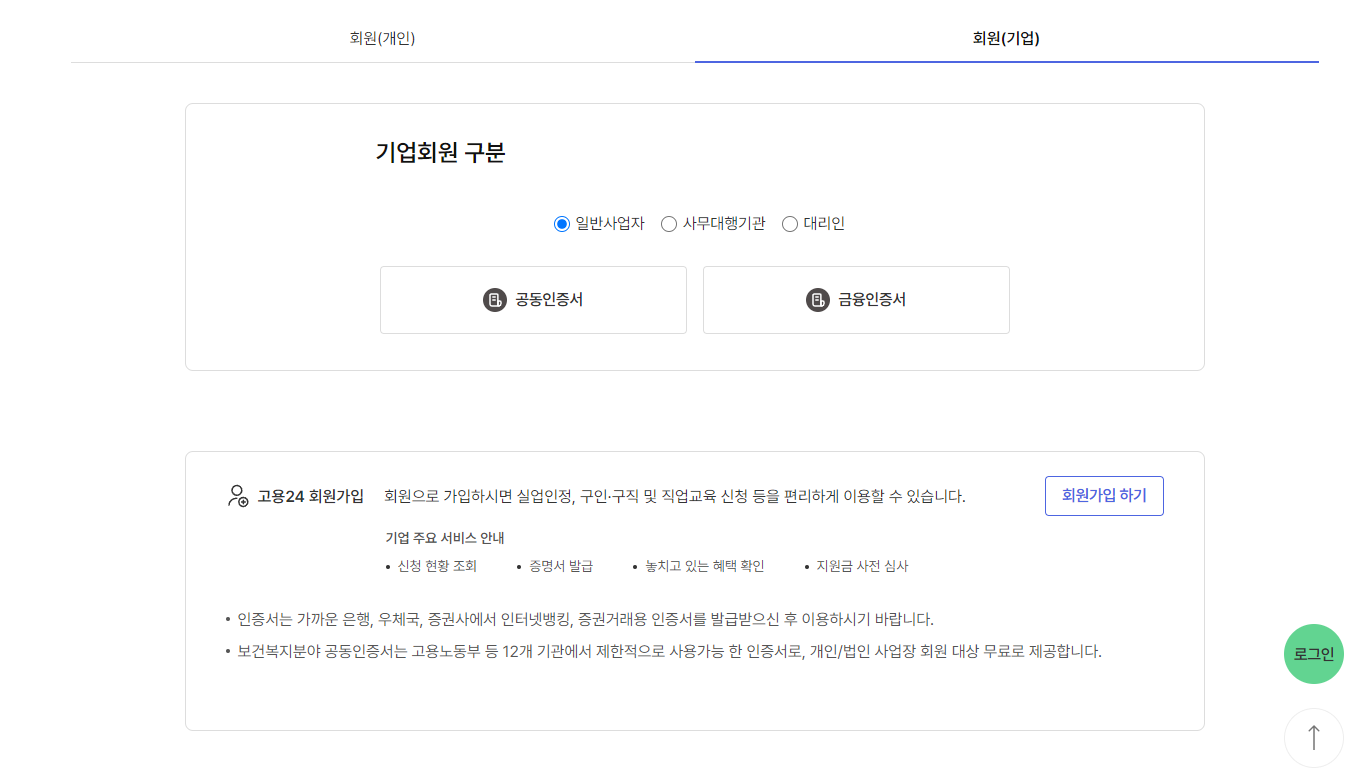 회원(개인) 회원(기업)
기업회원 구분
일반사업자 사무대행기관 대리인
공동인증서 금융인증서
고용24 회원가입 회원으로 가입하시면 실업인정, 구인·구직 및 직업교육 신청 등을 편리하게 이용할 수 있습니다. 회원가입 하기
기업 주요 서비스 안내
• 신청 현황 조회 • 증명서 발급 • 놓치고 있는 혜택 확인 • 지원금 사전 심사
• 인증서는 가까운 은행, 우체국, 증권사에서 인터넷뱅킹, 증권거래용 인증서를 발급받으신 후 이용하시기 바랍니다.
• 보건복지분야 공동인증서는 고용노동부 등 12개 기관에서 제한적으로 사용가능 한 인증서로, 개인/법인 사업장 회원 대상 무료로 제공합니다.
로그인